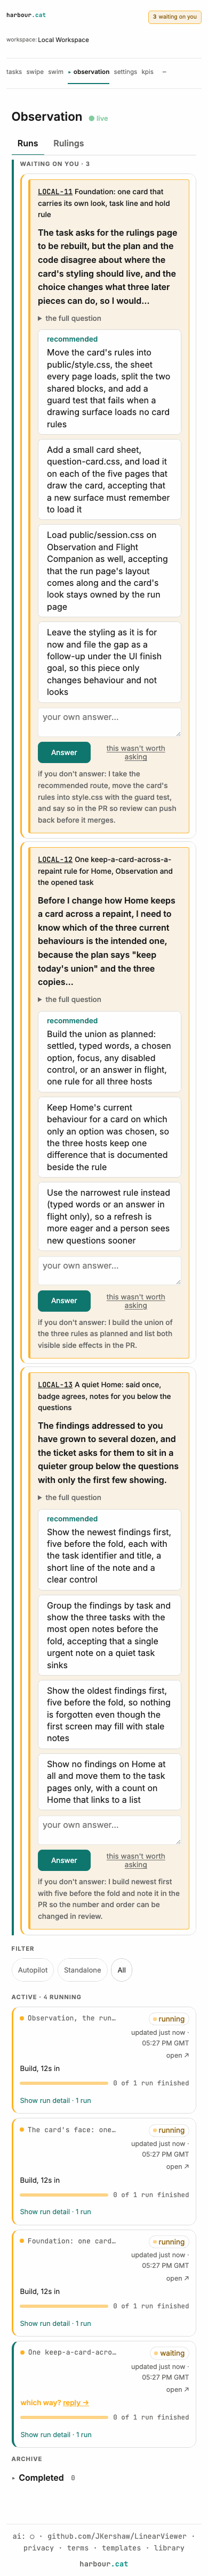 harbour.cat
3 waiting on you
workspace: Local Workspace
tasks swipe swim • observation settings kpis
Observation live
Runs Rulings
WAITING ON YOU · 3
LOCAL-11 Foundation: one card that
carries its own look, task line and hold
rule
The task asks for the rulings page
to be rebuilt, but the plan and the
code disagree about where the
card's styling should live, and the
choice changes what three later
pieces can do, so I would...
▶ the full question
recommended
Move the card's rules into
public/style.css, the sheet
every page loads, split the two
shared blocks, and add a
guard test that fails when a
drawing surface loads no card
rules
Add a small card sheet,
question-card.css, and load it
on each of the five pages that
draw the card, accepting that
a new surface must remember
to load it
Load public/session.css on
Observation and Flight
Companion as well, accepting
that the run page's layout
comes along and the card's
look stays owned by the run
page
Leave the styling as it is for
now and file the gap as a
follow-up under the UI finish
goal, so this piece only
changes behaviour and not
looks
your own answer...
Answer
this wasn't worth
asking
if you don't answer: I take the
recommended route, move the card's
rules into style.css with the guard test,
and say so in the PR so review can push
back before it merges.
LOCAL-12 One keep-a-card-across-a-
repaint rule for Home, Observation and
the opened task
Before I change how Home keeps
a card across a repaint, I need to
know which of the three current
behaviours is the intended one,
because the plan says "keep
today's union" and the three
copies...
▶ the full question
recommended
Build the union as planned:
settled, typed words, a chosen
option, focus, any disabled
control, or an answer in flight,
one rule for all three hosts
Keep Home's current
behaviour for a card on which
only an option was chosen, so
the three hosts keep one
difference that is documented
beside the rule
Use the narrowest rule instead
(typed words or an answer in
flight only), so a refresh is
more eager and a person sees
new questions sooner
your own answer...
Answer
this wasn't worth
asking
if you don't answer: I build the union of
the three rules as planned and list both
visible side effects in the PR.
LOCAL-13 A quiet Home: said once,
badge agrees, notes for you below the
questions
The findings addressed to you
have grown to several dozen, and
the ticket asks for them to sit in a
quieter group below the questions
with only the first few showing.
▶ the full question
recommended
Show the newest findings first,
five before the fold, each with
the task identifier and title, a
short line of the note and a
clear control
Group the findings by task and
show the three tasks with the
most open notes before the
fold, accepting that a single
urgent note on a quiet task
sinks
Show the oldest findings first,
five before the fold, so nothing
is forgotten even though the
first screen may fill with stale
notes
Show no findings on Home at
all and move them to the task
pages only, with a count on
Home that links to a list
your own answer...
Answer
this wasn't worth
asking
if you don't answer: I build newest first
with five before the fold and note it in the
PR so the number and order can be
changed in review.
FILTER
Autopilot Standalone All
ACTIVE · 4 RUNNING
Observation, the run… running
updated just now ·
05:27 PM GMT
open ↗
Build, 12s in
0 of 1 run finished
Show run detail · 1 run
The card's face: one… running
updated just now ·
05:27 PM GMT
open ↗
Build, 12s in
0 of 1 run finished
Show run detail · 1 run
Foundation: one card… running
updated just now ·
05:27 PM GMT
open ↗
Build, 12s in
0 of 1 run finished
Show run detail · 1 run
One keep-a-card-acro… waiting
updated just now ·
05:27 PM GMT
open ↗
which way? reply →
0 of 1 run finished
Show run detail · 1 run
ARCHIVE
▸ Completed 0
ai: ○ · github.com/JKersham/LinearViewer ·
privacy · terms · templates · library
harbour.cat